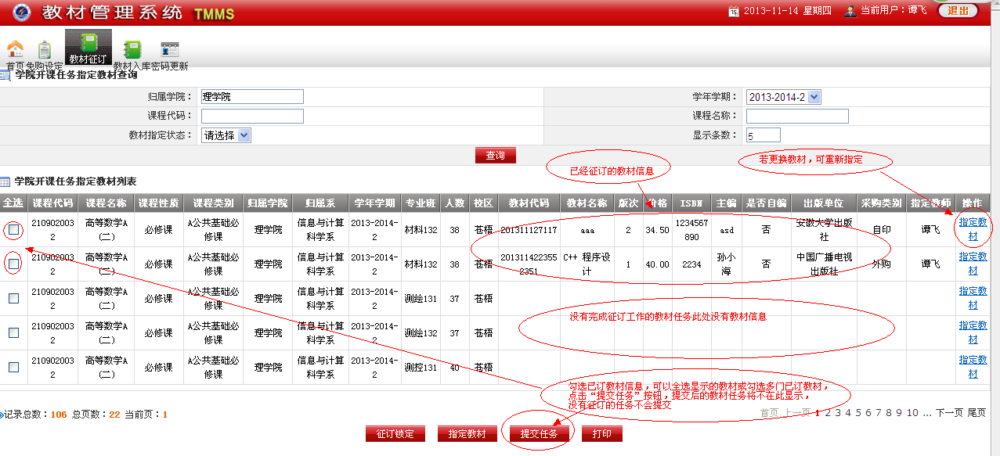 教材管理系统 TMMS
15 2013-11-14 星期四 当前用户：谭飞 退出
首页 免购设定 教材征订 教材入库 密码更新
学院开课任务指定教材查询
归属学院： 理学院 学年学期： 2013-2014-2
课程代码： 课程名称：
教材指定状态： 请选择 显示条数： 5
查询
已经征订的教材信息
若更换教材，可重新指定
学院开课任务指定教材列表
全选 课程代码 课程名称 课程性质 课程类别 归属学院 归属系 学年学期 专业班 人数 校区 教材代码 教材名称 版次 价格 ISBN 主编 是否自编 出版单位 采购类别 指定教师 操作
210902003 高等数学A A公共基础必 信息与计算 2013-2014- 1234567 安徽大学出版 指定教
2 （二） 必修课 修课 理学院 科学系 2 材料132 38 苍梧 201311127117 aaa 2 34.50 890 asd 否 社 自印 谭飞 材
210902003 高等数学A A公共基础必 信息与计算 2013-2014- 201311422355 C++ 程序设 孙小 中国广播电视 指定教
2 （二） 必修课 修课 理学院 科学系 2 材料132 38 苍梧 2351 计 1 40.00 2234 海 否 出版社 外购 谭飞 材
210902003 高等数学A A公共基础必 信息与计算 2013-2014- 指定教
2 （二） 必修课 修课 理学院 科学系 2 测绘131 37 苍梧 材
没有完成征订工作的教材任务此处没有教材信息
210902003 高等数学A A公共基础必 信息与计算 2013-2014- 指定教
2 （二） 必修课 修课 理学院 科学系 2 测绘132 37 苍梧 材
210902003 高等数学A A公共基础必 信息与计算 2013-2014- 指定教
2 （二） 必修课 修课 理学院 科学系 2 测控131 40 苍梧 材
勾选已订教材信息，可以全选显示的教材或勾选多门已订教材，
点击“提交任务”按钮，提交后的教材任务将不在此显示，
没有征订的任务不会提交
记录总数：106 总页数：22 当前页：1
首页 上一页 1 2 3 4 5 6 7 8 9 10 ... 下一页 尾页
征订锁定 指定教材 提交任务 打印